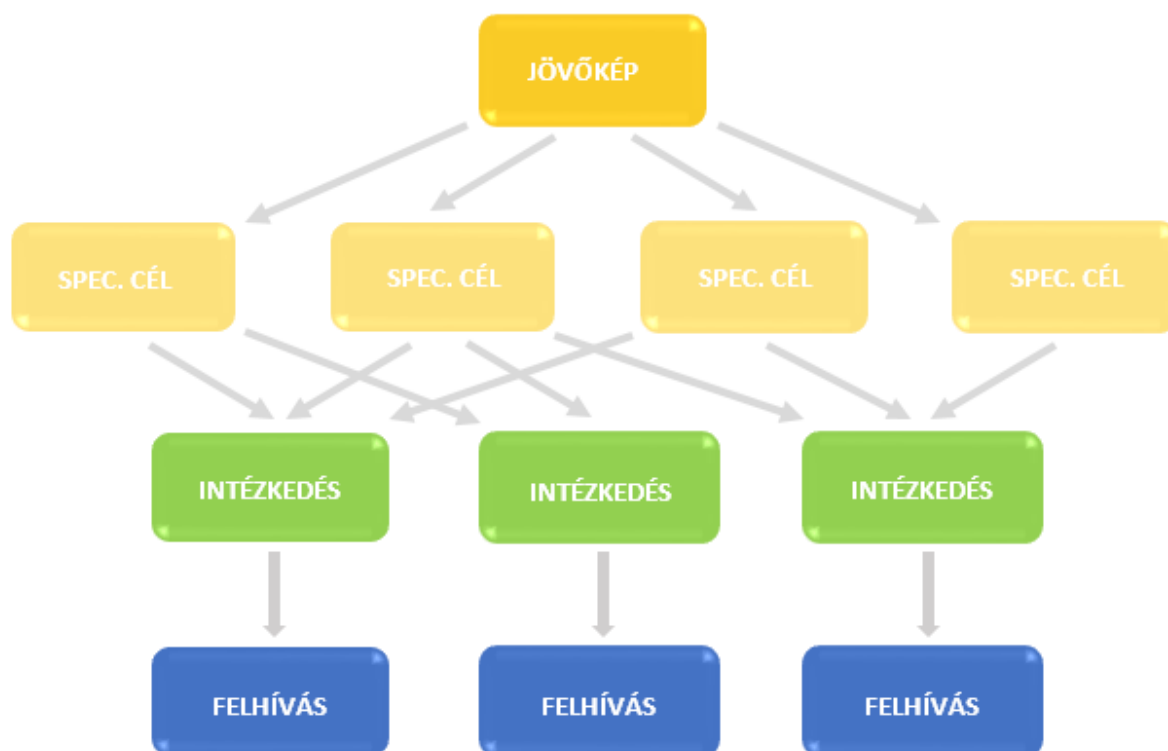 JÖVŐKÉP
SPEC. CÉL
SPEC. CÉL
SPEC. CÉL
SPEC. CÉL
INTÉZKEDÉS
INTÉZKEDÉS
INTÉZKEDÉS
FELHÍVÁS
FELHÍVÁS
FELHÍVÁS